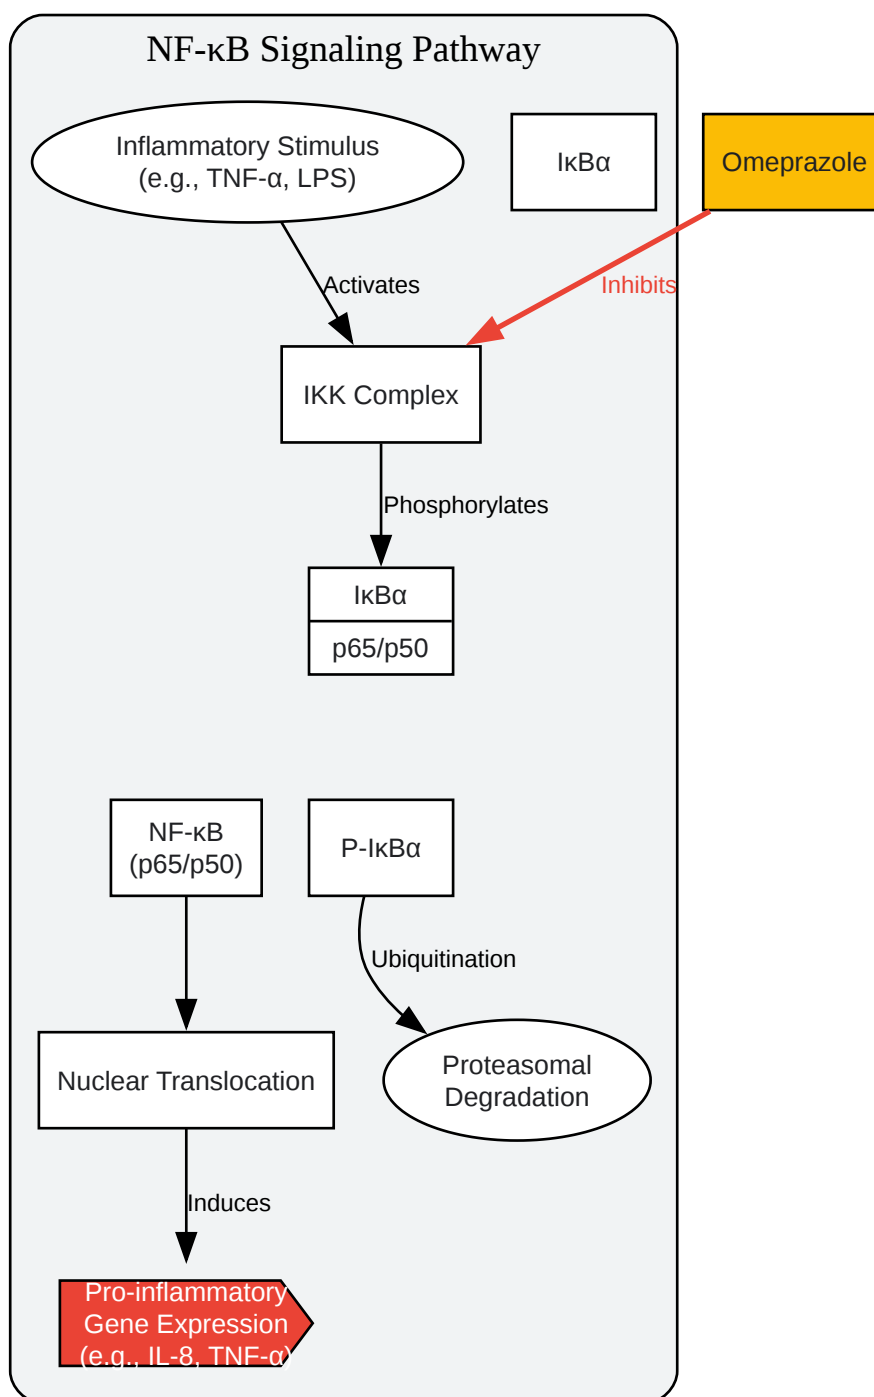 NF-κB Signaling Pathway
Inflammatory Stimulus
(e.g., TNF-α, LPS)
IκBα
Omeprazole
Activates
Inhibits
IKK Complex
Phosphorylates
IκBα
p65/p50
NF-κB
(p65/p50)
P-IκBα
Ubiquitination
Nuclear Translocation
Proteasomal
Degradation
Induces
Pro-inflammatory
Gene Expression
(e.g., IL-8, TNF-α)